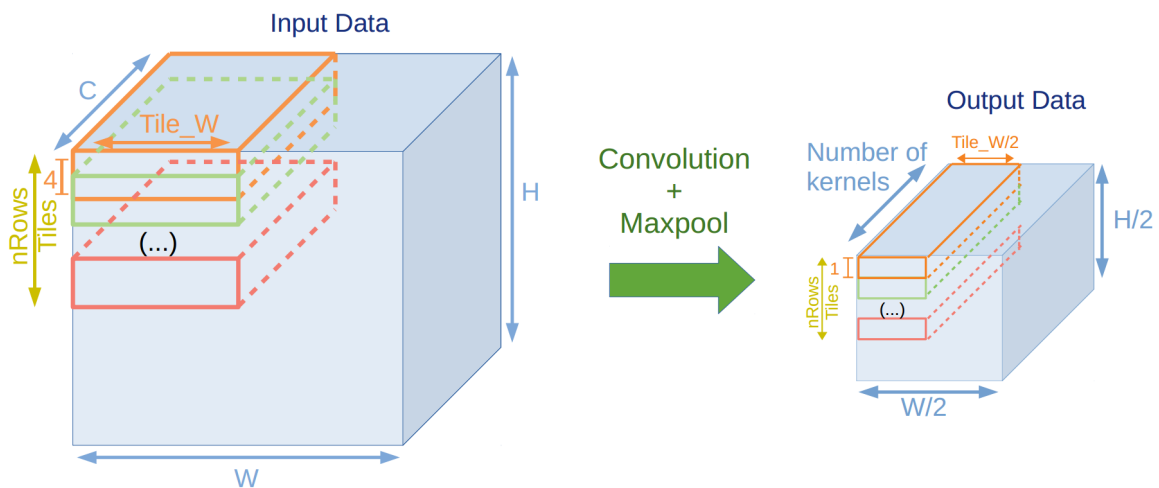 Input Data
C
Tile_W
4
nRows
Tiles
(...)
H
W
Convolution
+
Maxpool
Output Data
Tile_W/2
Number of
kernels
1
nRows
Tiles
(...)
H/2
W/2